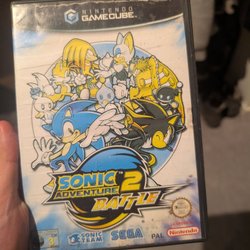 NINTENDO
GAMECUBE
SONIC
ADVENTURE 2
BATTLE
SONIC
TEAM
SEGA
PAL
Nintendo